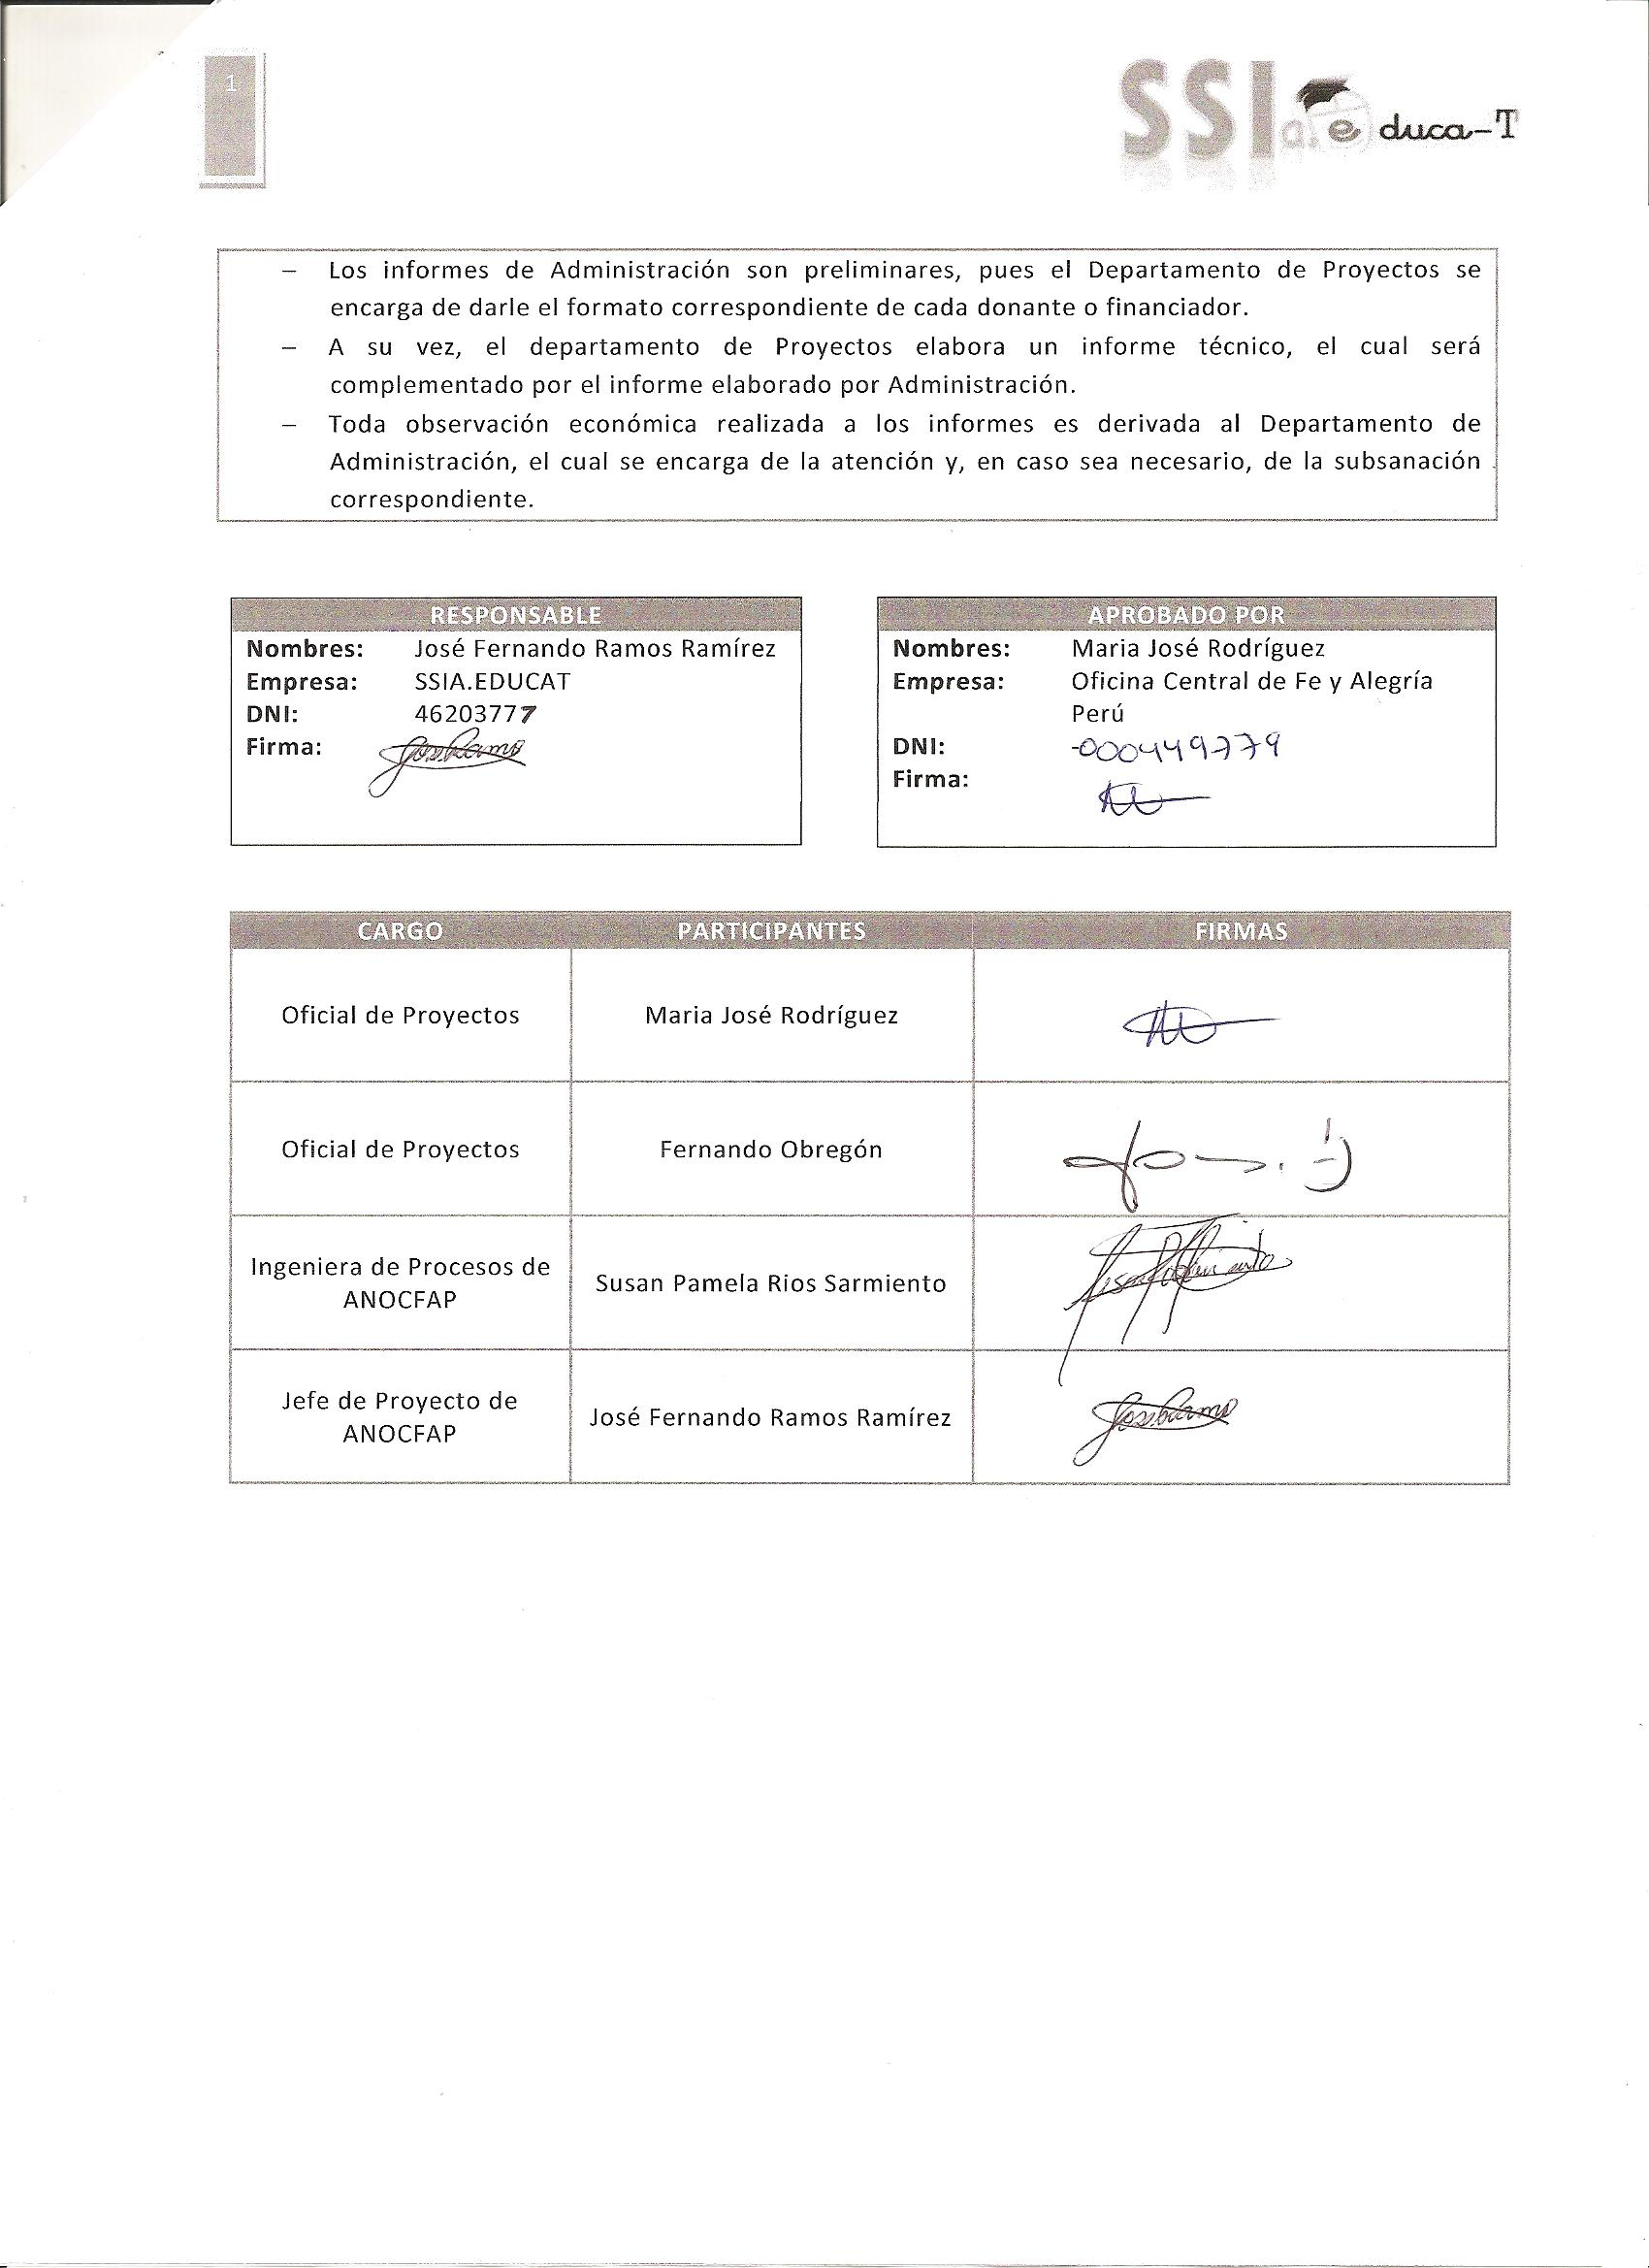 1
SSIa.e duca-T
– Los informes de Administración son preliminares, pues el Departamento de Proyectos se
encarga de darle el formato correspondiente de cada donante o financiador.
– A su vez, el departamento de Proyectos elabora un informe técnico, el cual será
complementado por el informe elaborado por Administración.
– Toda observación económica realizada a los informes es derivada al Departamento de
Administración, el cual se encarga de la atención y, en caso sea necesario, de la subsanación
correspondiente.
RESPONSABLE
Nombres: José Fernando Ramos Ramírez
Empresa: SSIA.EDUCAT
DNI: 46203777
Firma:
APROBADO POR
Nombres: Maria José Rodríguez
Empresa: Oficina Central de Fe y Alegría
Perú
DNI: 000449779
Firma:
CARGO PARTICIPANTES FIRMAS
Oficial de Proyectos Maria José Rodríguez
Oficial de Proyectos Fernando Obregón
Ingeniera de Procesos de
ANOCFAP
Susan Pamela Rios Sarmiento
Jefe de Proyecto de
ANOCFAP
José Fernando Ramos Ramírez